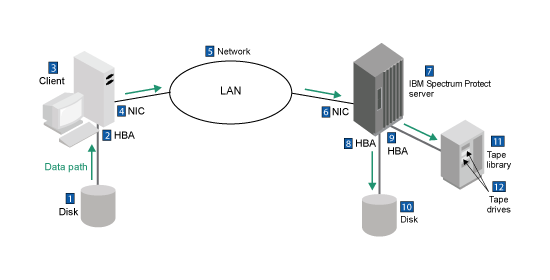 5 Network
3
Client
7
IBM Spectrum Protect
server
LAN
4 NIC
6 NIC
2 HBA
8 HBA
9
HBA
11
Tape
library
Data path
12
Tape
drives
1
Disk
10
Disk